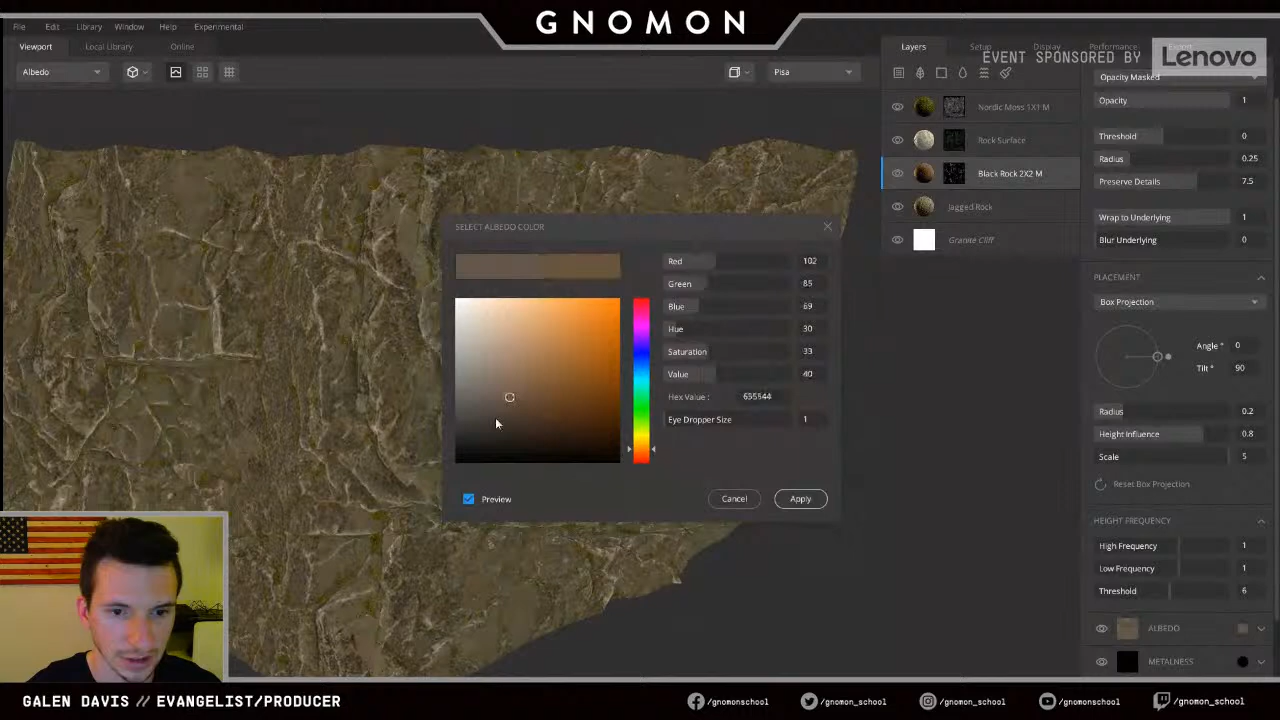 GNOMON
EVENT SPONSORED BY Lenovo
File Edit Library Window Help Experimental
Viewport Local Library Online
Layers Setup Display Performance Export
Albedo
Pisa
Nordic Moss 1X1 M
Rock Surface
Black Rock 2X2 M
Jagged Rock
Granite Cliff
Opacity Masked
Opacity 1
Threshold 0
Radius 0.25
Preserve Details 7.5
Wrap to Underlying 1
Blur Underlying 0
PLACEMENT
Box Projection
Angle ° 0
Tilt ° 90
Radius 0.2
Height Influence 0.8
Scale 5
Reset Box Projection
HEIGHT FREQUENCY
High Frequency 1
Low Frequency 1
Threshold 6
ALBEDO
METALNESS
SELECT ALBEDO COLOR
Red 102
Green 85
Blue 69
Hue 30
Saturation 33
Value 40
Hex Value : 655544
Eye Dropper Size 1
Preview
Cancel
Apply
GALEN DAVIS // EVANGELIST/PRODUCER
/gnomonschool
/gnomon_school
/gnomon_school
/gnomonschool
/gnomon_school